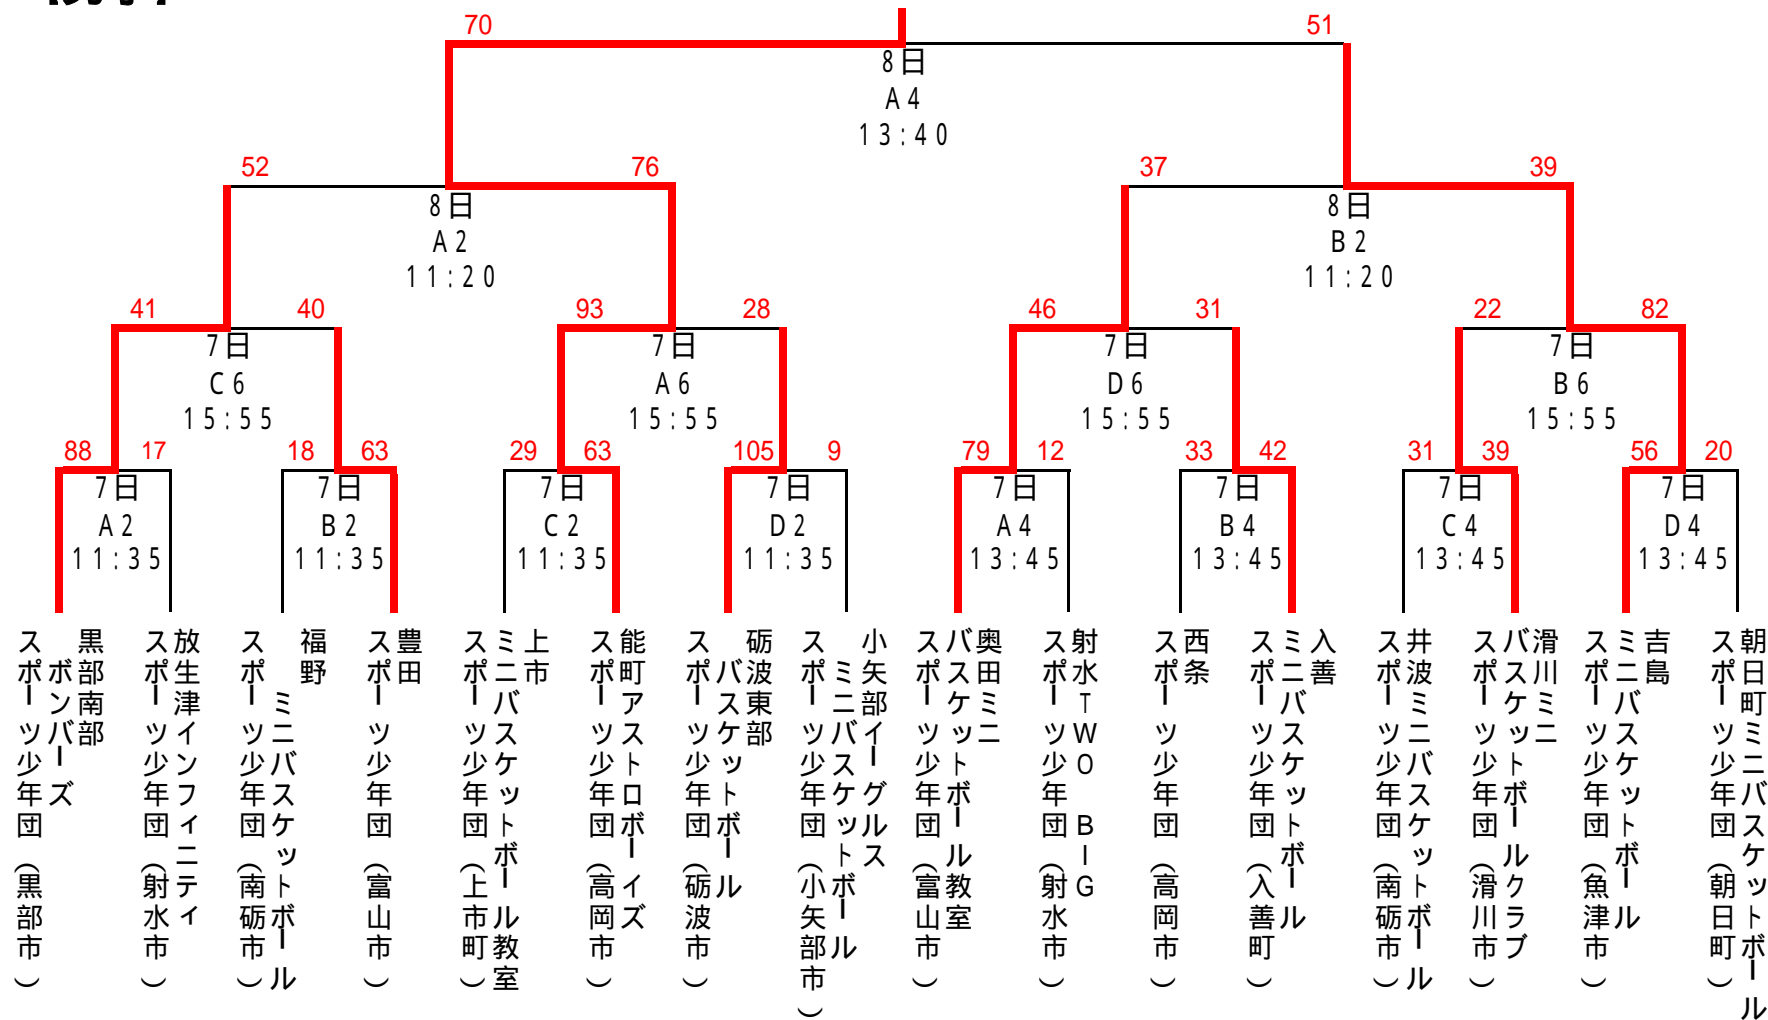 70 51
8日
A4
13:40
52 76 37 39
8日 8日
A2 B2
11:20 11:20
41 40 93 28 46 31 22 82
7日 7日 7日 7日
C6 A6 D6 B6
15:55 15:55 15:55 15:55
88 17 18 63 29 63 105 9 79 12 33 42 31 39 56 20
7日 7日 7日 7日 7日 7日 7日 7日
A2 B2 C2 D2 A4 B4 C4 D4
11:35 11:35 11:35 11:35 13:45 13:45 13:45 13:45
黒部南部
ボンバーズ
スポーツ少年団(黒部市)
放生津インフィニティ
スポーツ少年団(射水市)
福野
ミニバスケットボール
スポーツ少年団(南砺市)
豊田
スポーツ少年団(富山市)
上市
ミニバスケットボール教室
スポーツ少年団(上市町)
能町アストロボーイズ
スポーツ少年団(高岡市)
砺波東部
バスケットボール
スポーツ少年団(砺波市)
小矢部イーグルス
ミニバスケットボール
スポーツ少年団(小矢部市)
奥田ミニ
バスケットボール教室
スポーツ少年団(富山市)
射水TWO BIG
スポーツ少年団(射水市)
西条
スポーツ少年団(高岡市)
入善
ミニバスケットボール
スポーツ少年団(入善町)
井波ミニバスケットボール
スポーツ少年団(南砺市)
滑川ミニ
バスケットボールクラブ
スポーツ少年団(滑川市)
吉島
ミニバスケットボール
スポーツ少年団(魚津市)
朝日町ミニバスケットボール
スポーツ少年団(朝日町)